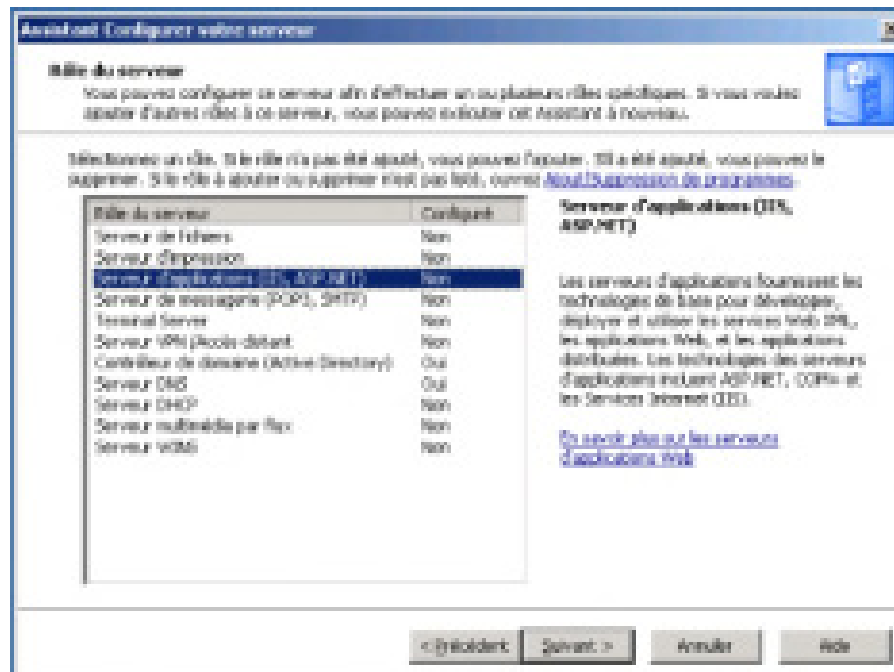 Assistant Configurer votre serveur
Rôle du serveur
Vous pouvez configurer ce serveur afin d'effectuer un ou plusieurs rôles spécifiques. Si vous voulez
ajouter d'autres rôles à ce serveur, vous pouvez exécuter cet Assistant à nouveau.
Sélectionnez un rôle. Si le rôle n'a pas été ajouté, vous pouvez l'ajouter. S'il a été ajouté, vous pouvez le
supprimer. Si le rôle à ajouter ou supprimer n'est pas listé, ouvrez Ajout/Suppression de programmes.
Rôle du serveur Configuré
Serveur de fichiers Non
Serveur d'impression Non
Serveur d'applications (IIS, ASP.NET) Non
Serveur de messagerie (POP3, SMTP) Non
Terminal Server Non
Serveur VPN /Accès distant Non
Contrôleur de domaine (Active Directory) Oui
Serveur DNS Oui
Serveur DHCP Non
Serveur multimédia par flux Non
Serveur WINS Non
Serveur d'applications (IIS,
ASP.NET)
Les serveurs d'applications fournissent les
technologies de base pour développer,
déployer et utiliser les services Web XML,
les applications Web, et les applications
distribuées. Les technologies des serveurs
d'applications incluent ASP.NET, COM+ et
les Services Internet (IIS).
En savoir plus sur les serveurs
d'applications Web
< Précédent Suivant > Annuler Aide